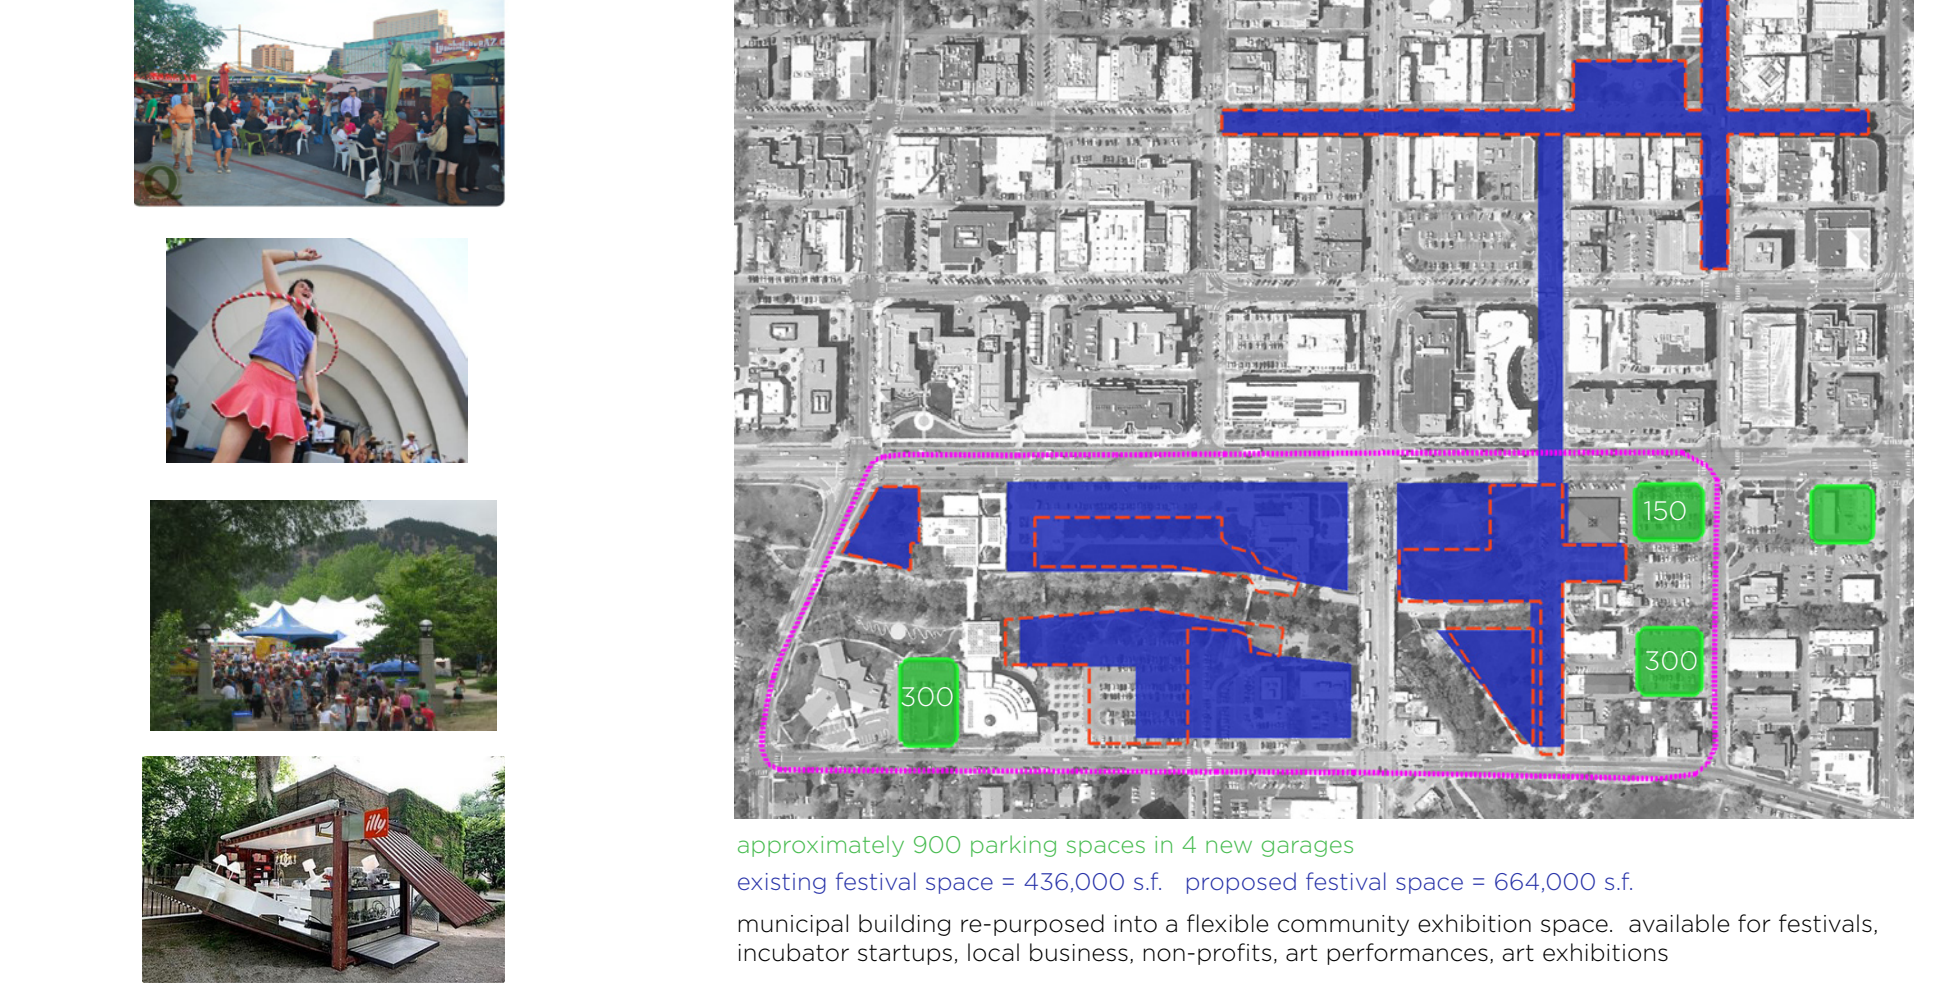 Q
illy
150
300
300
approximately 900 parking spaces in 4 new garages
existing festival space = 436,000 s.f.   proposed festival space = 664,000 s.f.
municipal building re-purposed into a flexible community exhibition space.  available for festivals,
incubator startups, local business, non-profits, art performances, art exhibitions